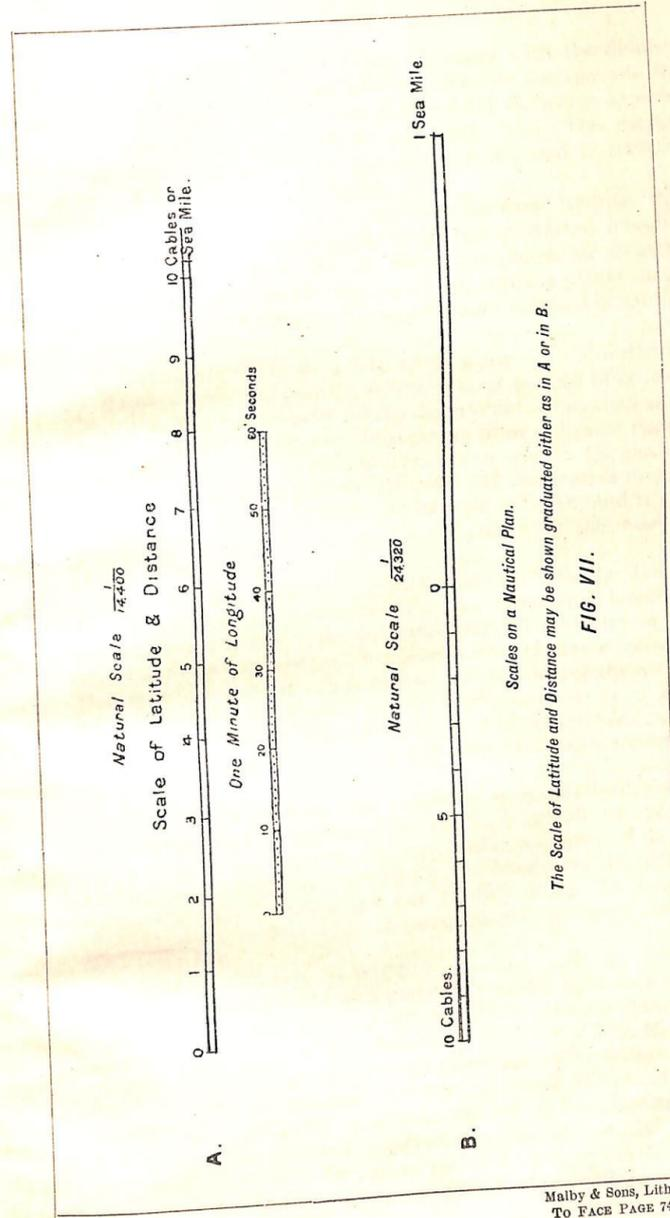 Natural Scale 1/14,400
Scale of Latitude & Distance
0 1 2 3 4 5 6 7 8 9 10 Cables or
1 Sea Mile.
One Minute of Longitude
0 10 20 30 40 50 60 Seconds
A.
Natural Scale 1/24,320
10 Cables. 5 0 1 Sea Mile
B.
Scales on a Nautical Plan.
The Scale of Latitude and Distance may be shown graduated either as in A or in B.
FIG. VII.
Malby & Sons, Lith
To FACE PAGE